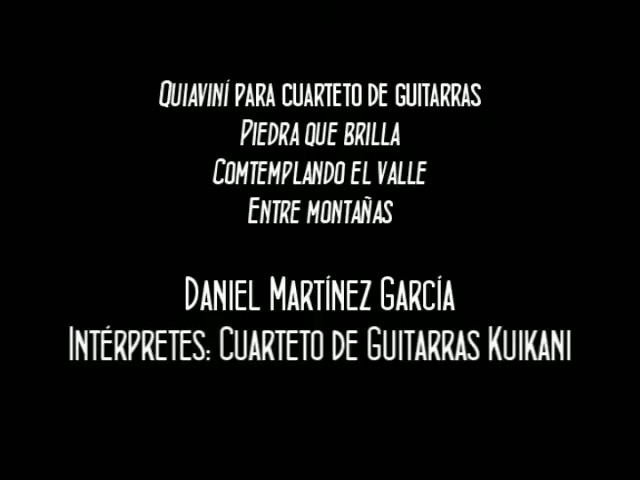 Quiaviní para cuarteto de guitarras
Piedra que brilla
Comtemplando el valle
Entre montañas
Daniel Martínez García
Intérpretes: Cuarteto de Guitarras Kuikani